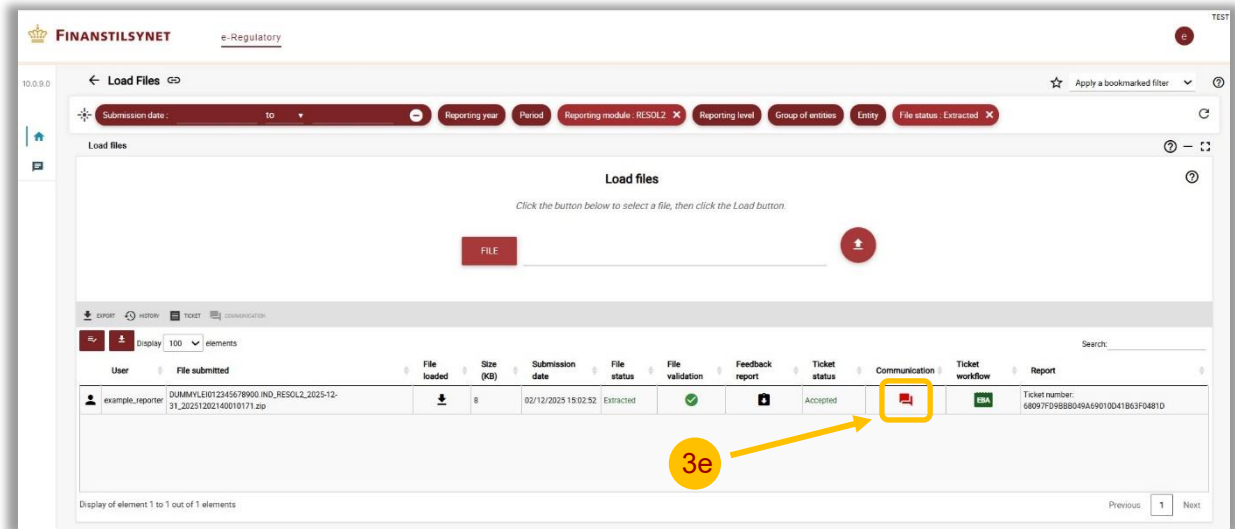 TEST
FINANSTILSYNET e-Regulatory e
10.0.9.0 Load Files Apply a bookmarked filter
Submission date : to Reporting year Period Reporting module : RESOL2 Reporting level Group of entities Entity File status : Extracted
Load files
Load files
Click the button below to select a file, then click the Load button.
FILE
EXPORT HISTORY TICKET COMMUNICATION
Display 100 elements Search:
User File submitted File loaded Size (KB) Submission date File status File validation Feedback report Ticket status Communication Ticket workflow Report
example_reporter DUMMYLEI012345678900.IND_RESOL2_2025-12-31_20251202140010171.zip 8 02/12/2025 15:02:52 Extracted Accepted EBA Ticket number: 68097FD9BBB049A69010D41B63F0481D
3e
Display of element 1 to 1 out of 1 elements Previous 1 Next